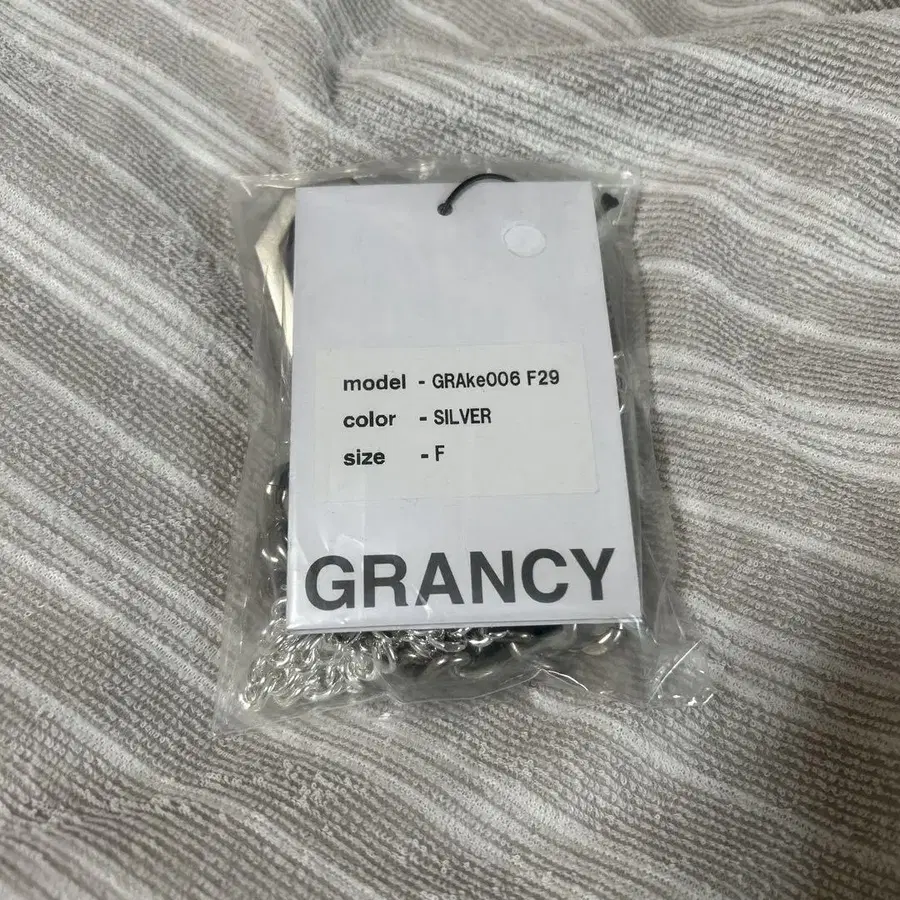 model - GRAke006 F29
color - SILVER
size - F
GRANCY